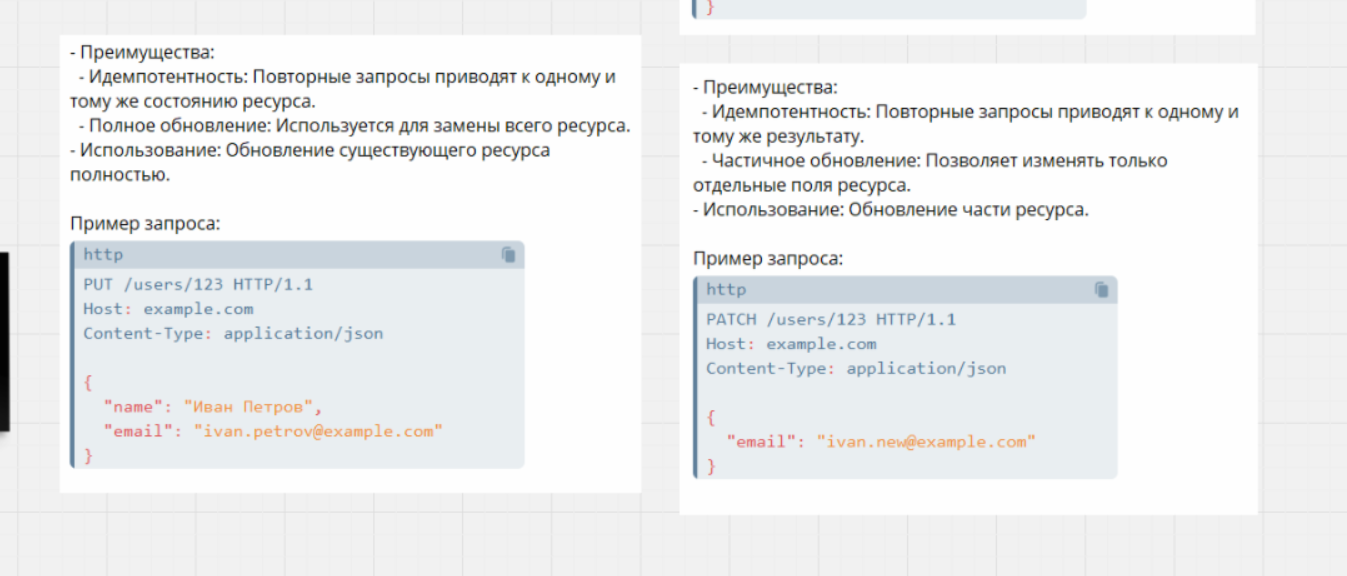 - Преимущества:
- Идемпотентность: Повторные запросы приводят к одному и
тому же состоянию ресурса.
- Полное обновление: Используется для замены всего ресурса.
- Использование: Обновление существующего ресурса
полностью.
Пример запроса:
http
PUT /users/123 HTTP/1.1
Host: example.com
Content-Type: application/json
{
"name": "Иван Петров",
"email": "ivan.petrov@example.com"
}
}
- Преимущества:
- Идемпотентность: Повторные запросы приводят к одному и
тому же результату.
- Частичное обновление: Позволяет изменять только
отдельные поля ресурса.
- Использование: Обновление части ресурса.
Пример запроса:
http
PATCH /users/123 HTTP/1.1
Host: example.com
Content-Type: application/json
{
"email": "ivan.new@example.com"
}